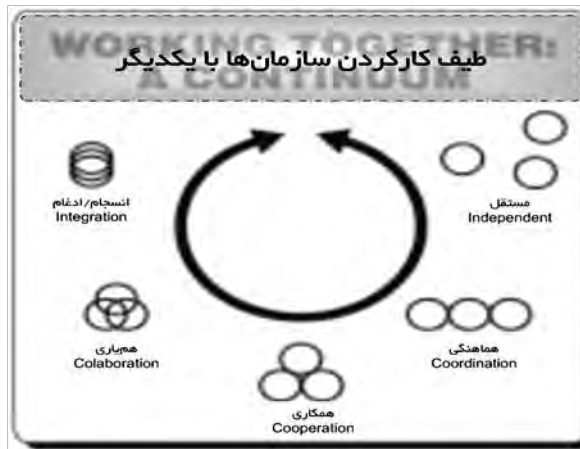 WORKING TOGETHER:
A CONTINUUM
طیف کارکردن سازمان‌ها با یکدیگر
انسجام/ادغام
Integration
مستقل
Independent
هم‌یاری
Colaboration
هماهنگی
Coordination
همکاری
Cooperation